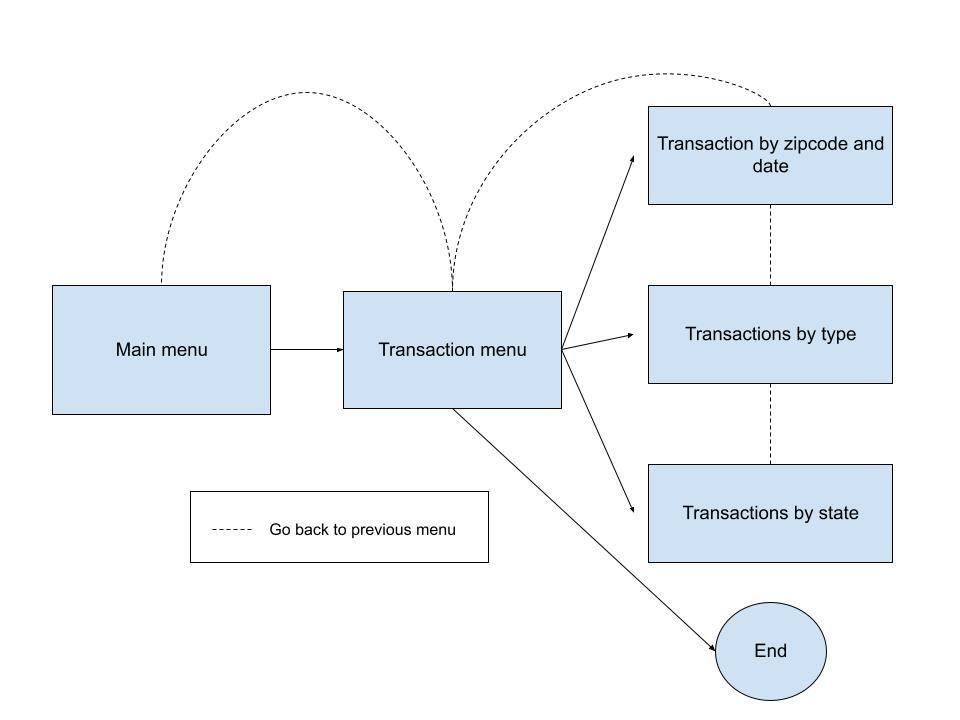 Transaction by zipcode and
date
Main menu
Transaction menu
Transactions by type
Transactions by state
Go back to previous menu
End